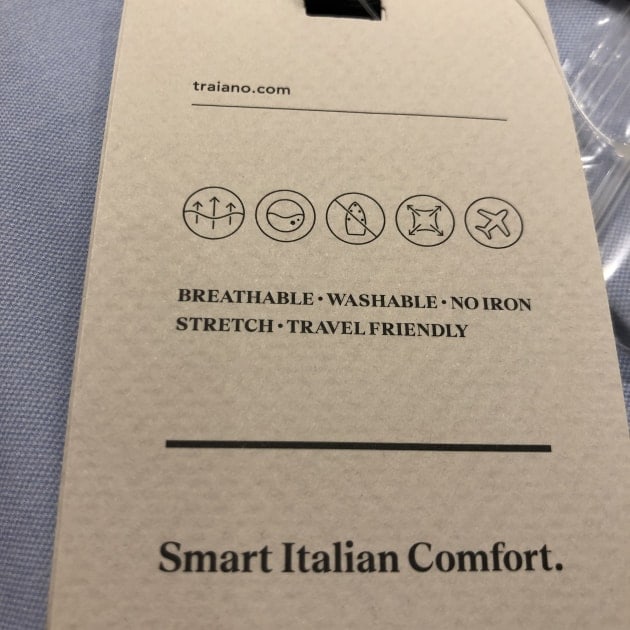 traiano.com
BREATHABLE • WASHABLE • NO IRON
STRETCH • TRAVEL FRIENDLY
Smart Italian Comfort.